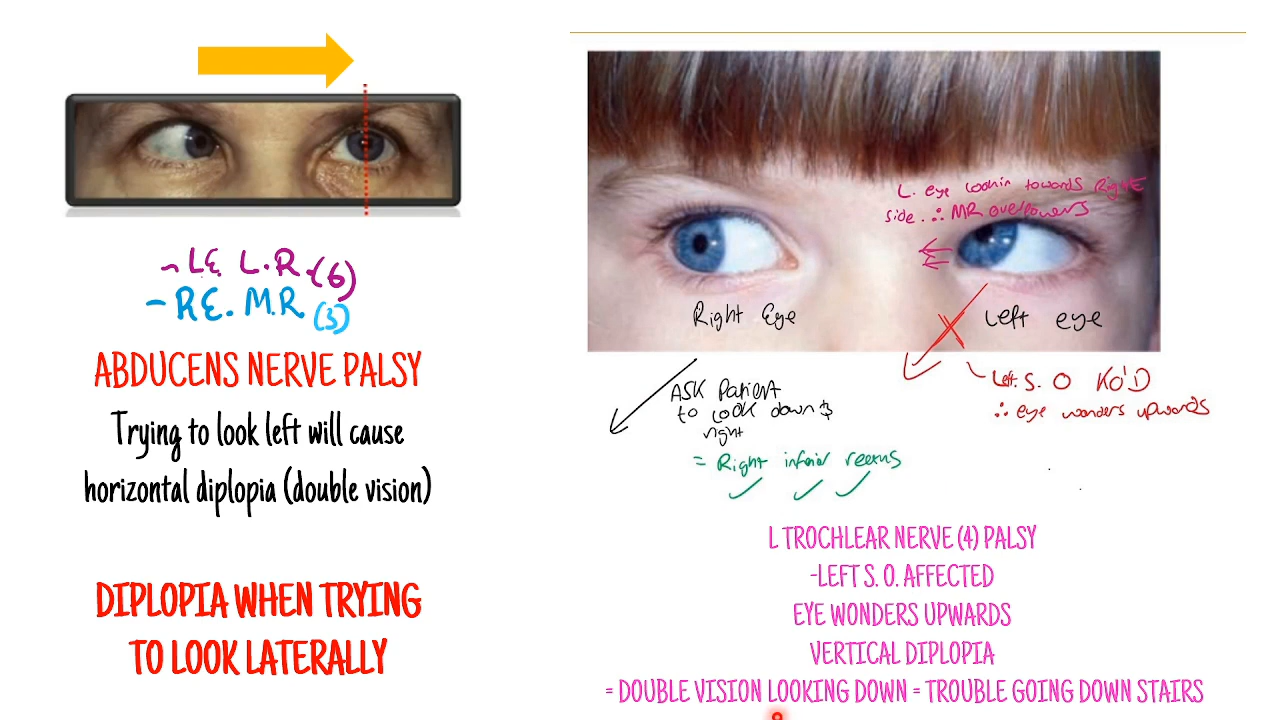 ~ LE L.R (6)
- RE. M.R (3)
ABDUCENS NERVE PALSY
Trying to look left will cause
horizontal diplopia (double vision)
DIPLOPIA WHEN TRYING
TO LOOK LATERALLY
L. eye lookin towards Right
side. ∴ MR overpowers
Right Eye
Left eye
ASK Patient
to look down &
right
= Right inferior rectus
Left. S. O KO'D
∴ eye wonders upwards
L TROCHLEAR NERVE (4) PALSY
-LEFT S. O. AFFECTED
EYE WONDERS UPWARDS
VERTICAL DIPLOPIA
= DOUBLE VISION LOOKING DOWN = TROUBLE GOING DOWN STAIRS